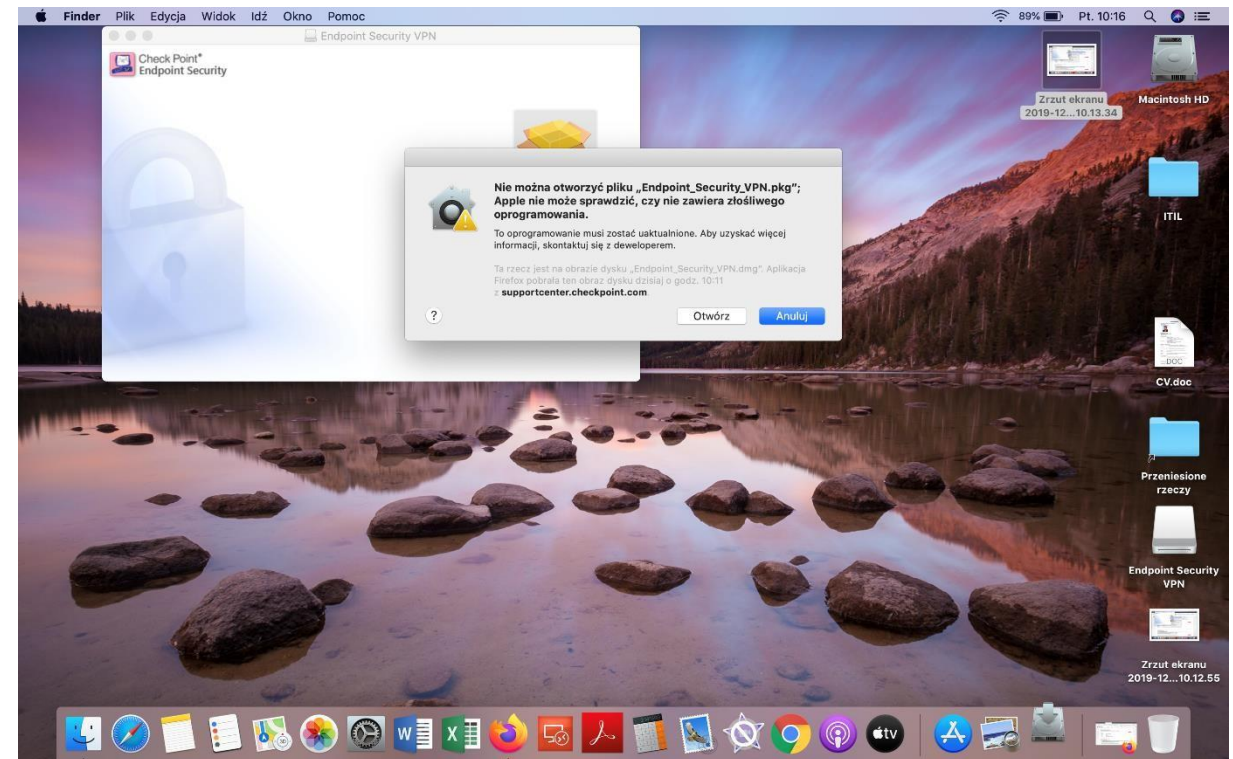 Finder Plik Edycja Widok Idź Okno Pomoc
89% Pt. 10:16
Endpoint Security VPN
Check Point®
Endpoint Security
Nie można otworzyć pliku „Endpoint_Security_VPN.pkg”;
Apple nie może sprawdzić, czy nie zawiera złośliwego
oprogramowania.
To oprogramowanie musi zostać uaktualnione. Aby uzyskać więcej
informacji, skontaktuj się z deweloperem.
Ta rzecz jest na obrazie dysku „Endpoint_Security_VPN.dmg”. Aplikacja
Firefox pobrała ten obraz dysku dzisiaj o godz. 10:11
z supportcenter.checkpoint.com.
?
Otwórz
Anuluj
Zrzut ekranu
2019-12...10.13.34
Macintosh HD
ITIL
DOC
CV.doc
Przeniesione
rzeczy
Endpoint Security
VPN
Zrzut ekranu
2019-12...10.12.55
W
X
tv